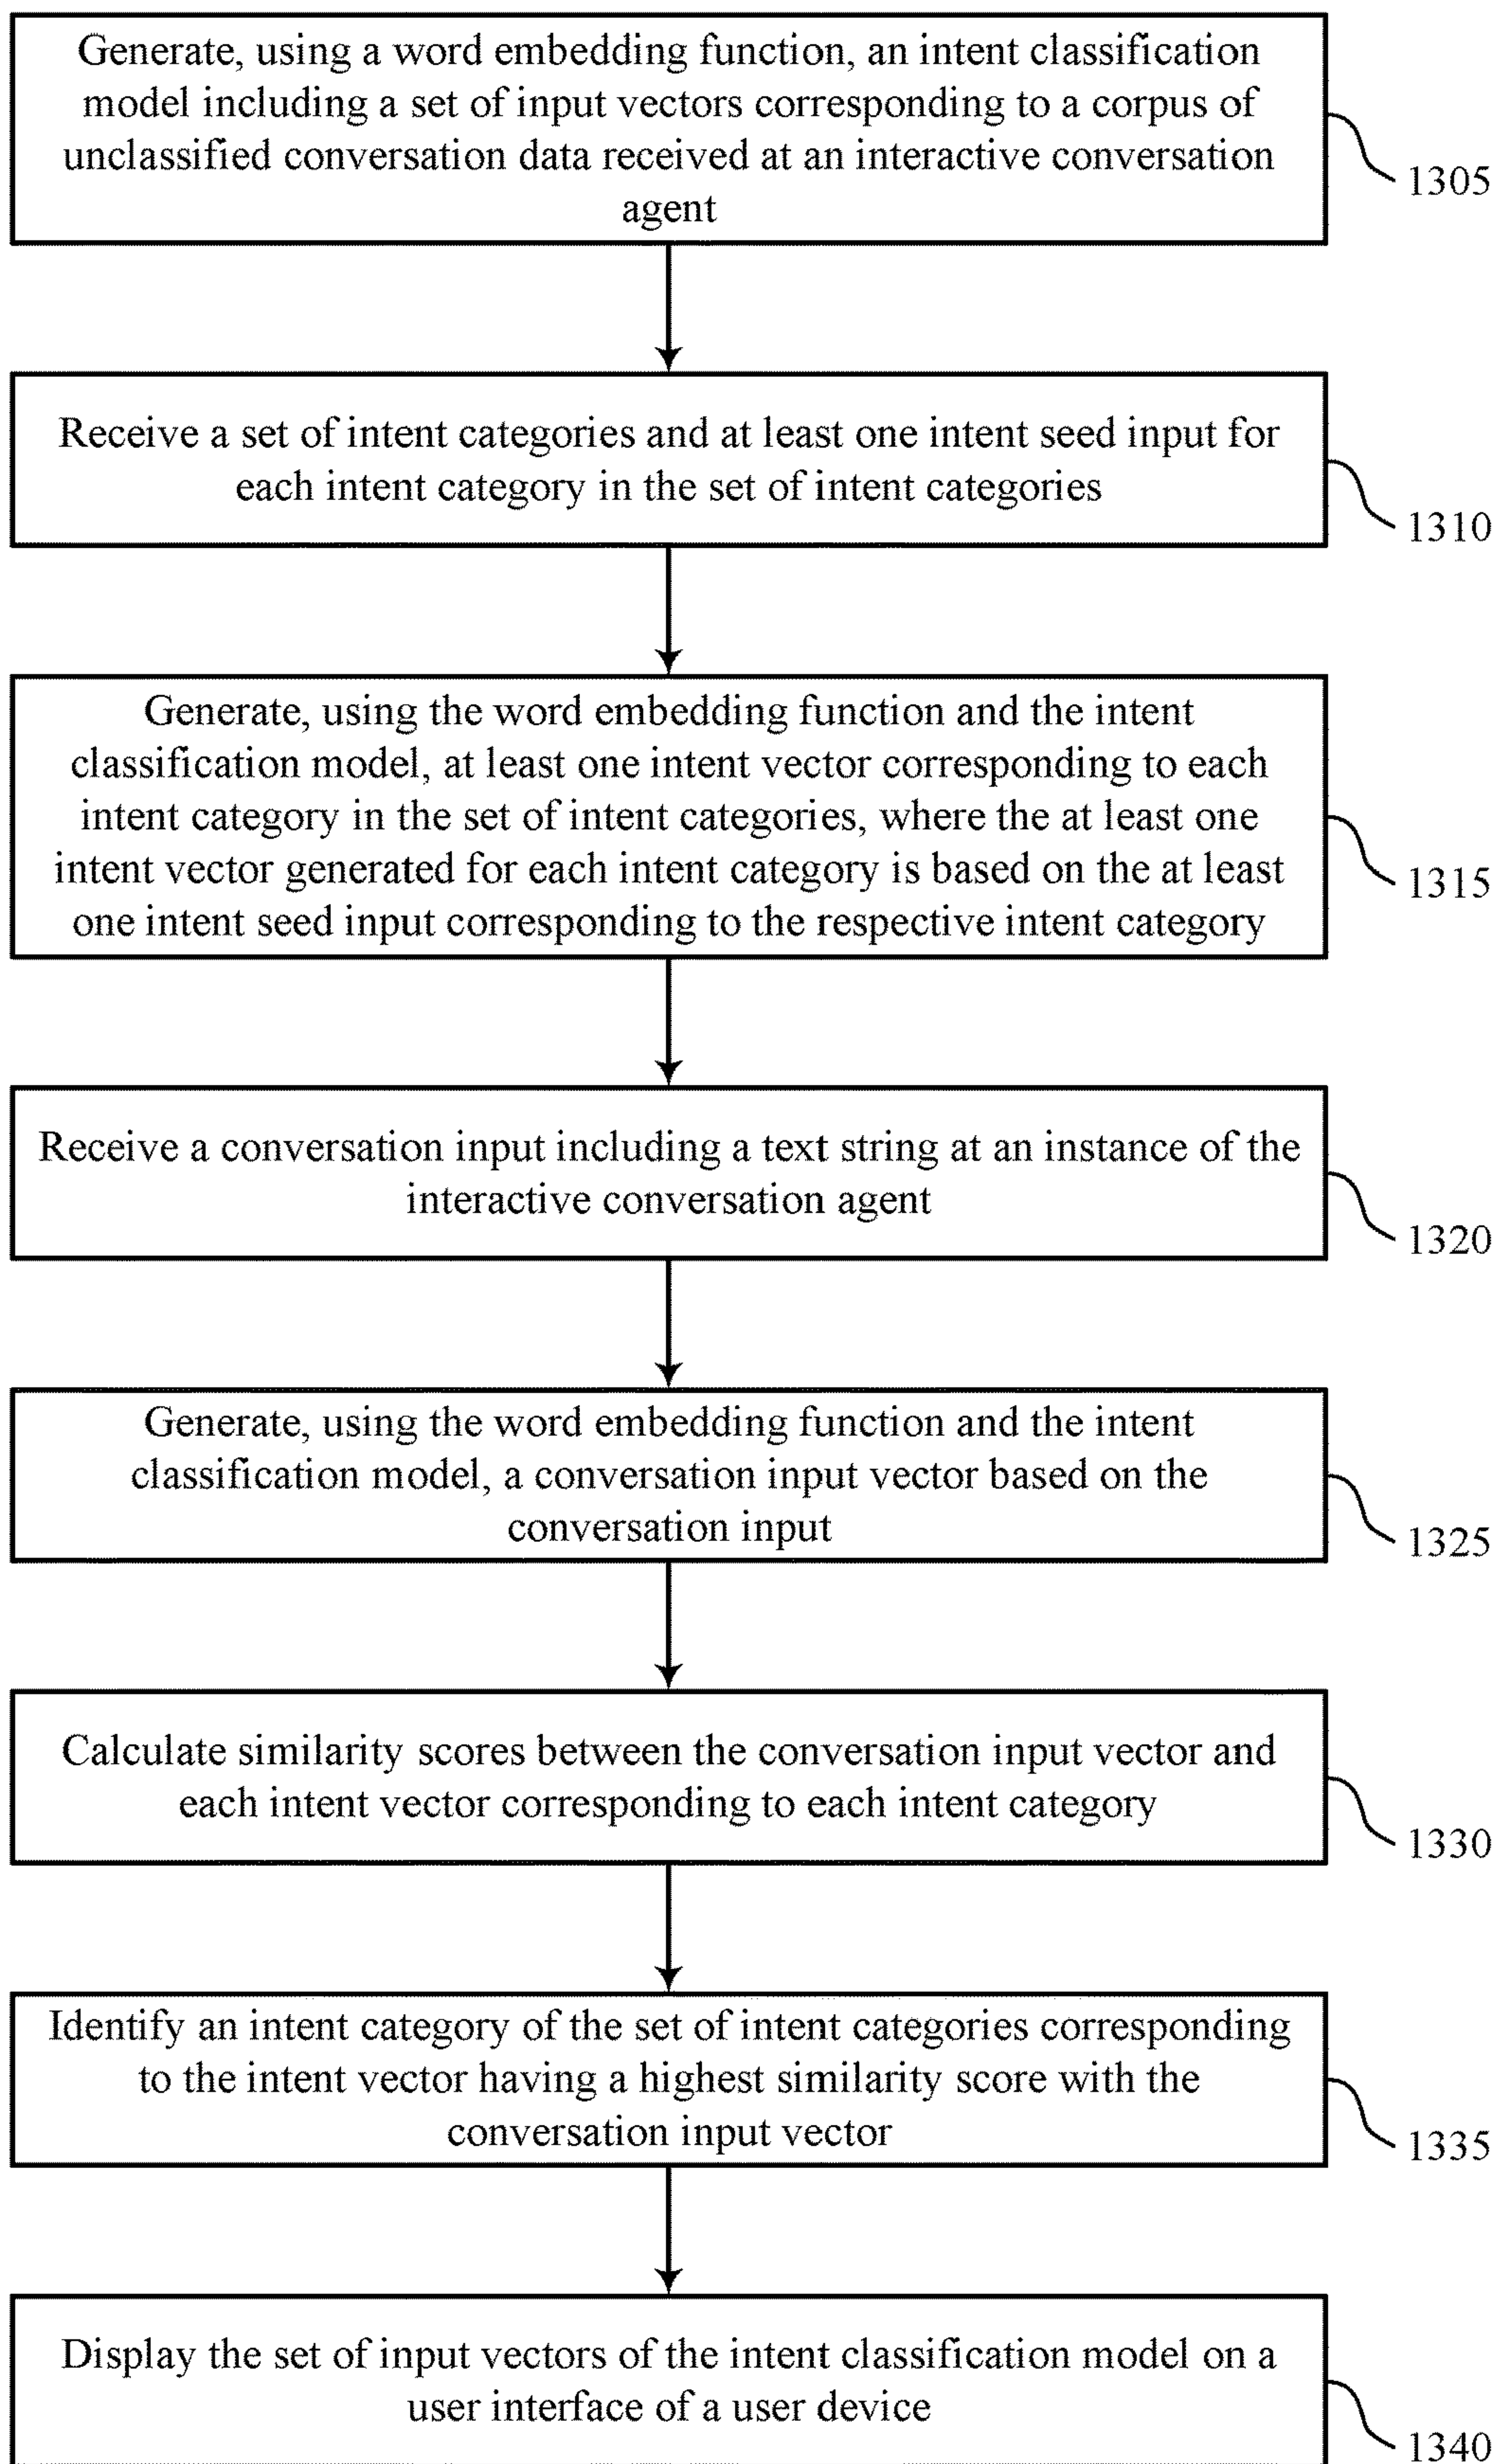 Generate, using a word embedding function, an intent classification
model including a set of input vectors corresponding to a corpus of
unclassified conversation data received at an interactive conversation
agent
1305
Receive a set of intent categories and at least one intent seed input for
each intent category in the set of intent categories
1310
Generate, using the word embedding function and the intent
classification model, at least one intent vector corresponding to each
intent category in the set of intent categories, where the at least one
intent vector generated for each intent category is based on the at least
one intent seed input corresponding to the respective intent category
1315
Receive a conversation input including a text string at an instance of the
interactive conversation agent
1320
Generate, using the word embedding function and the intent
classification model, a conversation input vector based on the
conversation input
1325
Calculate similarity scores between the conversation input vector and
each intent vector corresponding to each intent category
1330
Identify an intent category of the set of intent categories corresponding
to the intent vector having a highest similarity score with the
conversation input vector
1335
Display the set of input vectors of the intent classification model on a
user interface of a user device
1340